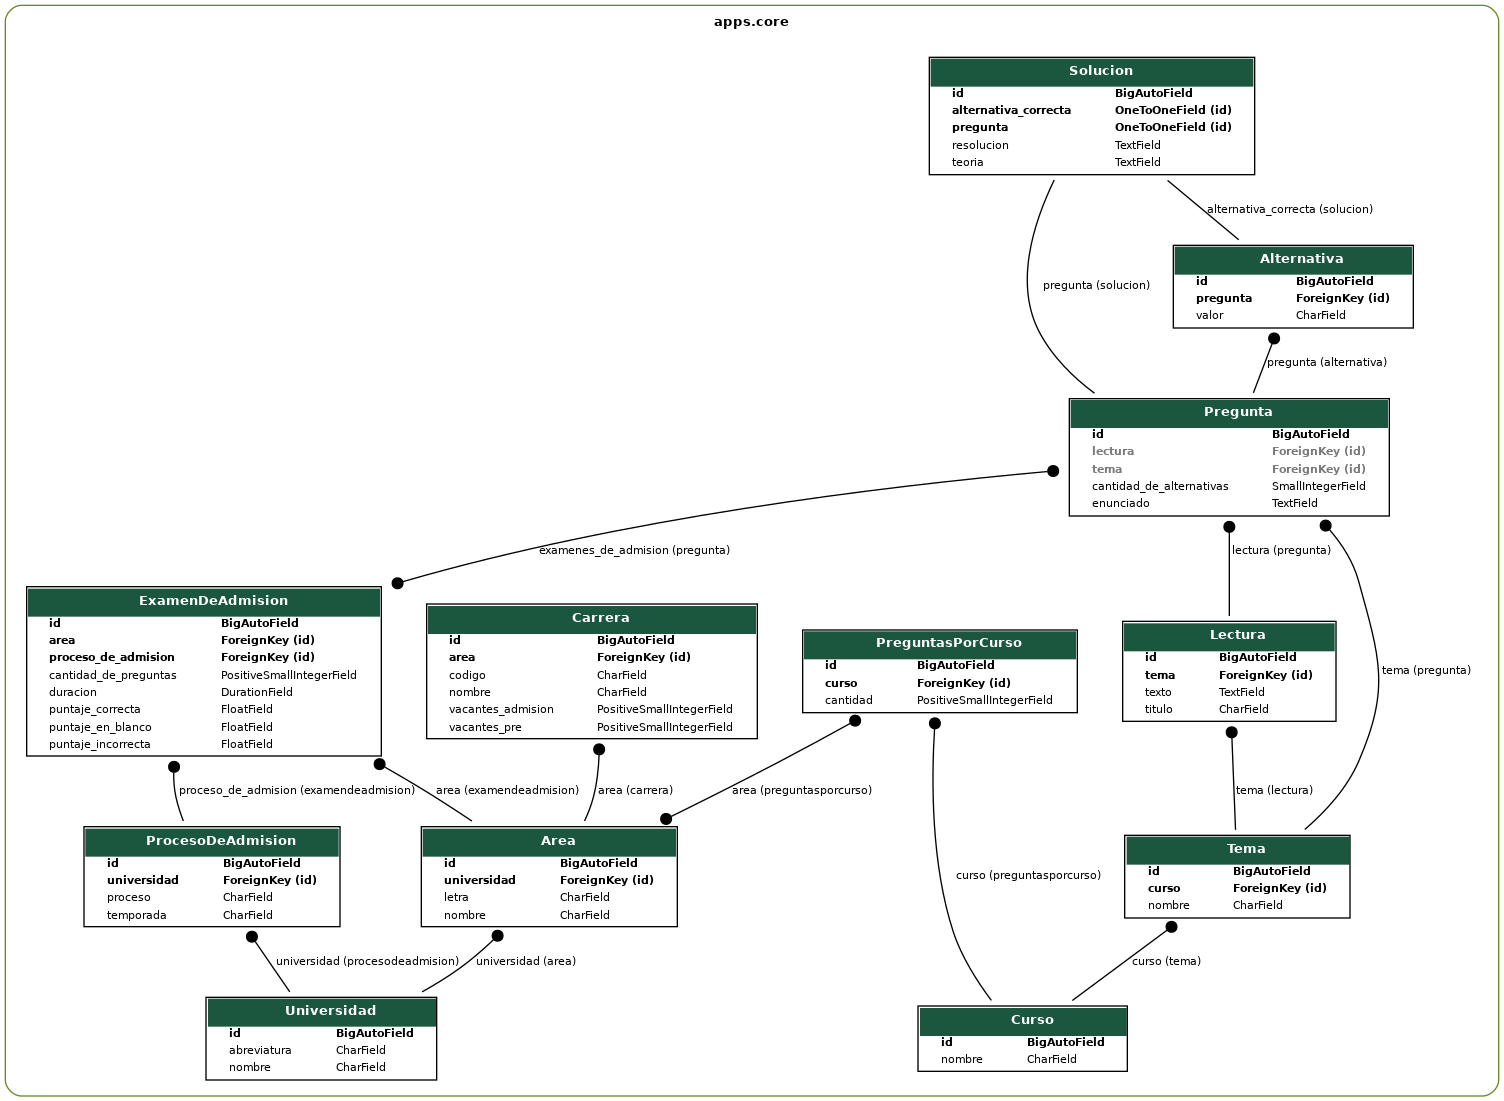 apps.core
Solucion
id BigAutoField
alternativa_correcta OneToOneField (id)
pregunta OneToOneField (id)
resolucion TextField
teoria TextField
alternativa_correcta (solucion)
pregunta (solucion)
Alternativa
id BigAutoField
pregunta ForeignKey (id)
valor CharField
pregunta (alternativa)
Pregunta
id BigAutoField
lectura ForeignKey (id)
tema ForeignKey (id)
cantidad_de_alternativas SmallIntegerField
enunciado TextField
examenes_de_admision (pregunta)
lectura (pregunta)
tema (pregunta)
ExamenDeAdmision
id BigAutoField
area ForeignKey (id)
proceso_de_admision ForeignKey (id)
cantidad_de_preguntas PositiveSmallIntegerField
duracion DurationField
puntaje_correcta FloatField
puntaje_en_blanco FloatField
puntaje_incorrecta FloatField
Carrera
id BigAutoField
area ForeignKey (id)
codigo CharField
nombre CharField
vacantes_admision PositiveSmallIntegerField
vacantes_pre PositiveSmallIntegerField
PreguntasPorCurso
id BigAutoField
curso ForeignKey (id)
cantidad PositiveSmallIntegerField
Lectura
id BigAutoField
tema ForeignKey (id)
texto TextField
titulo CharField
proceso_de_admision (examendeadmision)
area (examendeadmision)
area (carrera)
area (preguntasporcurso)
tema (lectura)
ProcesoDeAdmision
id BigAutoField
universidad ForeignKey (id)
proceso CharField
temporada CharField
Area
id BigAutoField
universidad ForeignKey (id)
letra CharField
nombre CharField
curso (preguntasporcurso)
Tema
id BigAutoField
curso ForeignKey (id)
nombre CharField
universidad (procesodeadmision)
universidad (area)
curso (tema)
Universidad
id BigAutoField
abreviatura CharField
nombre CharField
Curso
id BigAutoField
nombre CharField